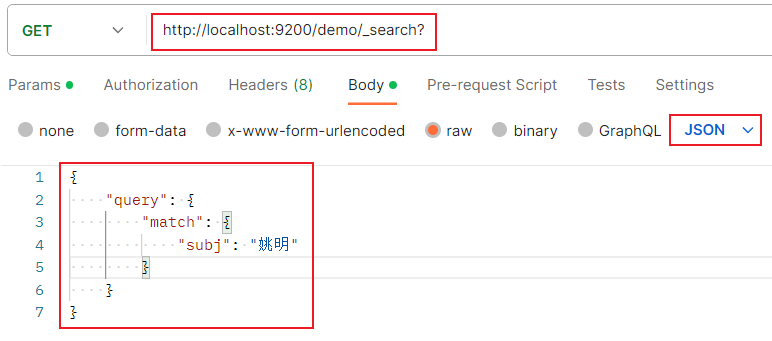 GET http://localhost:9200/demo/_search?
Params Authorization Headers (8) Body Pre-request Script Tests Settings
none form-data x-www-form-urlencoded raw binary GraphQL JSON
1 {
2 "query": {
3 "match": {
4 "subj": "姚明"
5 }
6 }
7 }